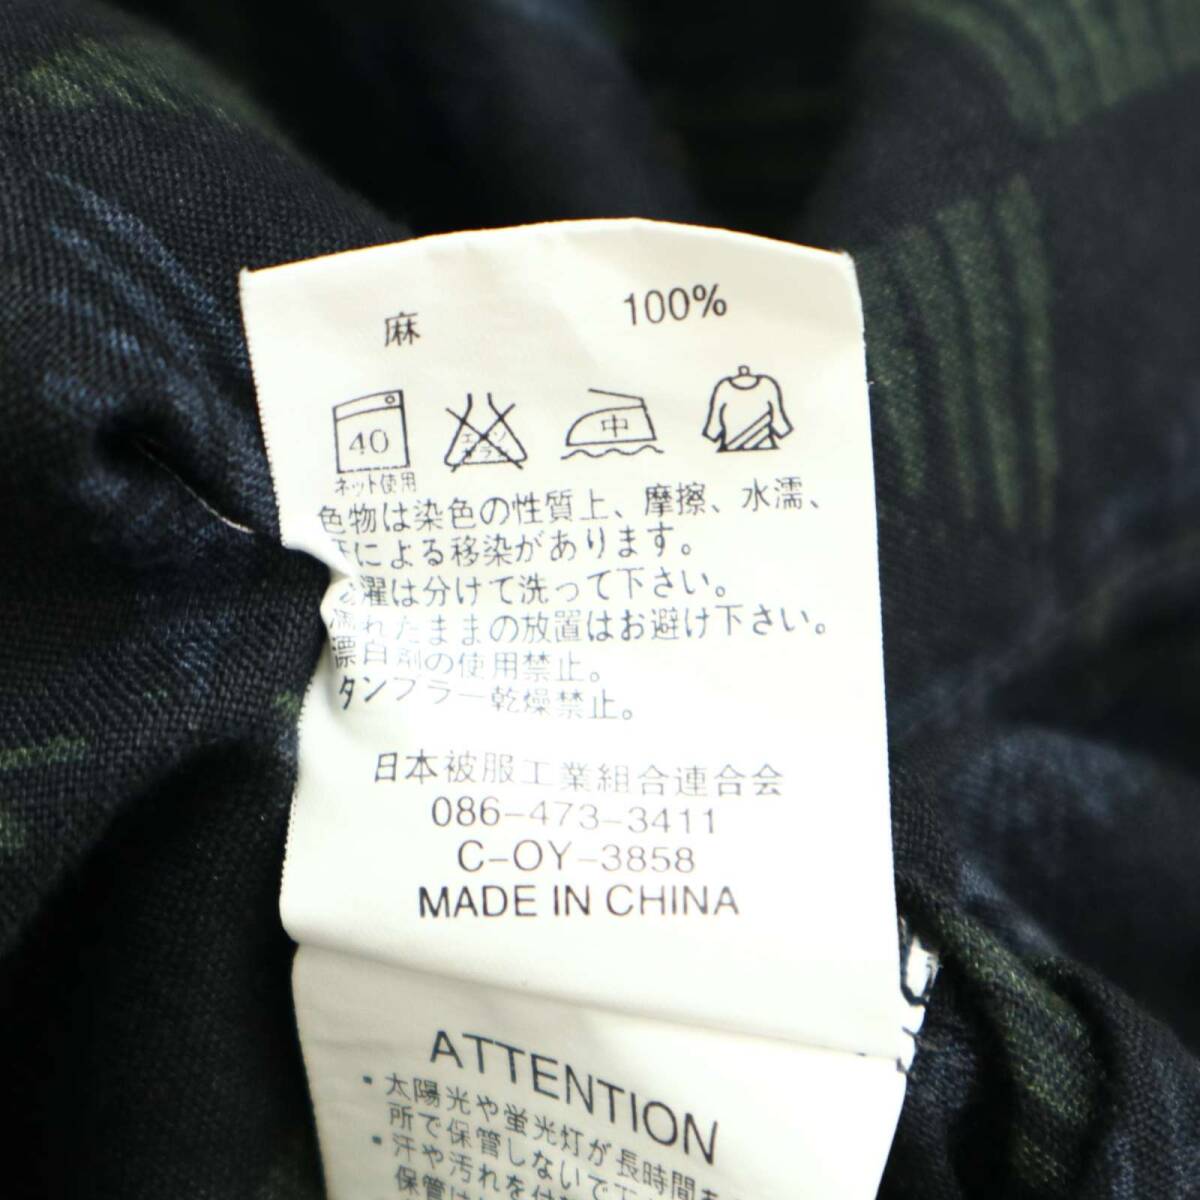 麻 100%
40 中
ネット使用
色物は染色の性質上、摩擦、水濡、
による移染があります。
濯は分けて洗って下さい。
濡れたままの放置はお避け下さい。
漂白剤の使用禁止。
タンブラー乾燥禁止。
日本被服工業組合連合会
086-473-3411
C-OY-3858
MADE IN CHINA
ATTENTION
・太陽光や蛍光灯が長時間
所で保管しないで
・汗や汚れを付
保管は